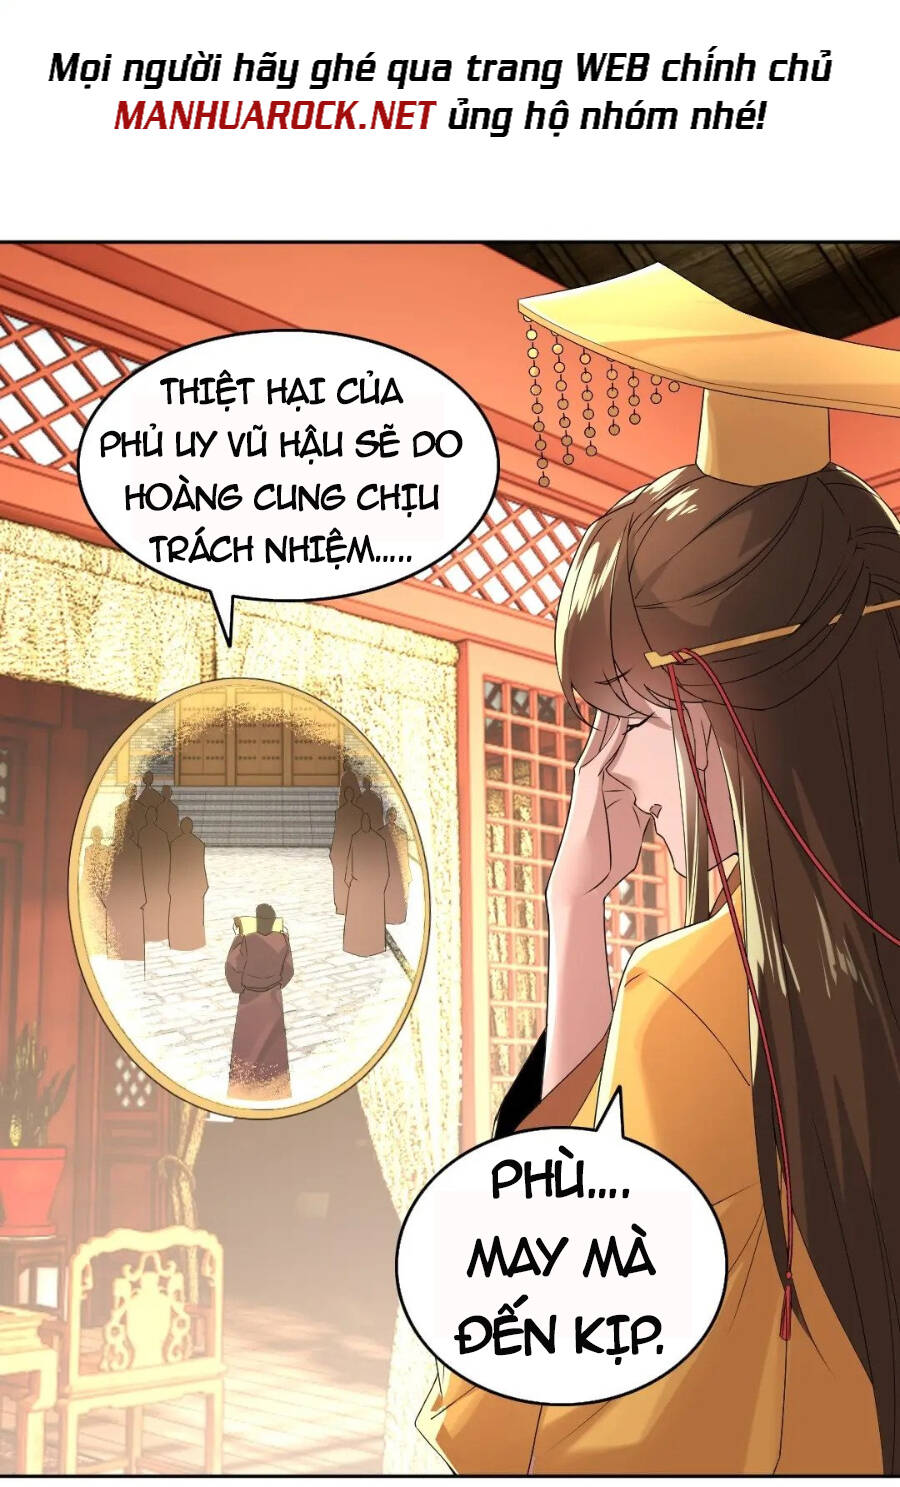 Mọi người hãy ghé qua trang WEB chính chủ
MANHUAROCK.NET ủng hộ nhóm nhé!
THIỆT HẠI CỦA
PHỦ UY VŨ HẬU SẼ DO
HOÀNG CUNG CHỊU
TRÁCH NHIỆM.....
PHÙ....
MAY MÀ
ĐẾN KỊP.